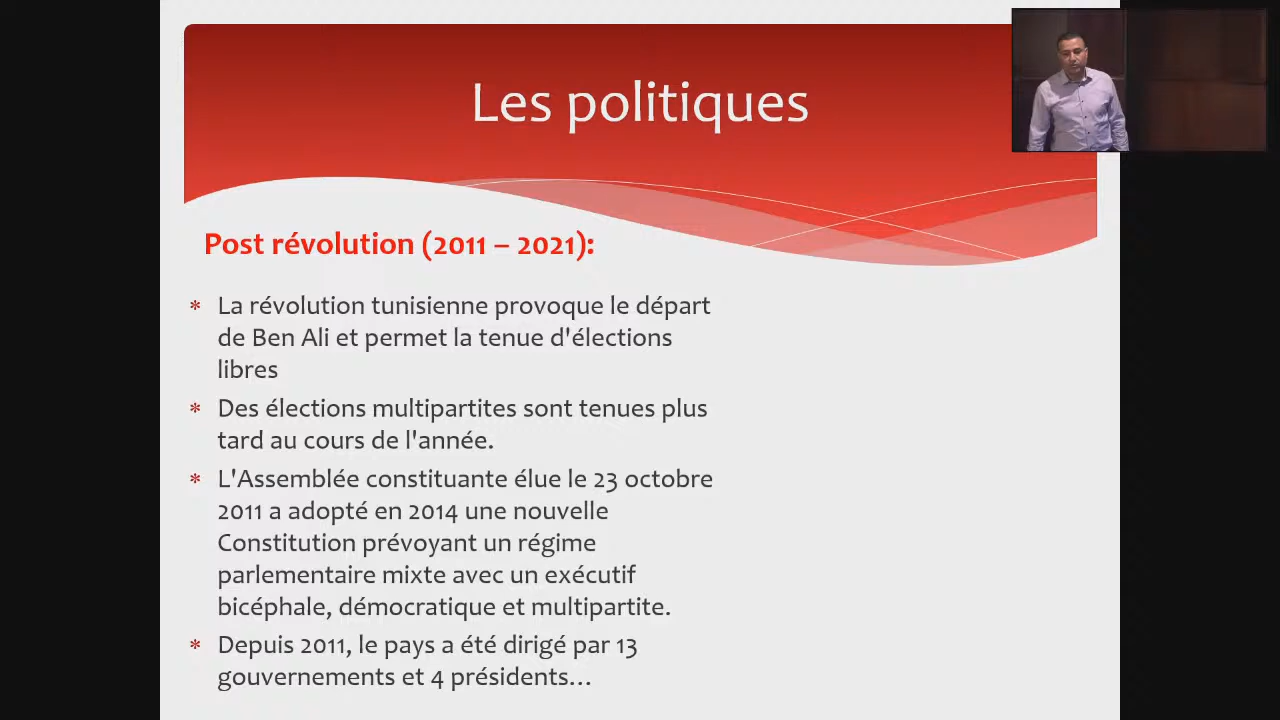 Les politiques
Post révolution (2011 – 2021):
* La révolution tunisienne provoque le départ
de Ben Ali et permet la tenue d'élections
libres
* Des élections multipartites sont tenues plus
tard au cours de l'année.
* L'Assemblée constituante élue le 23 octobre
2011 a adopté en 2014 une nouvelle
Constitution prévoyant un régime
parlementaire mixte avec un exécutif
bicéphale, démocratique et multipartite.
* Depuis 2011, le pays a été dirigé par 13
gouvernements et 4 présidents…